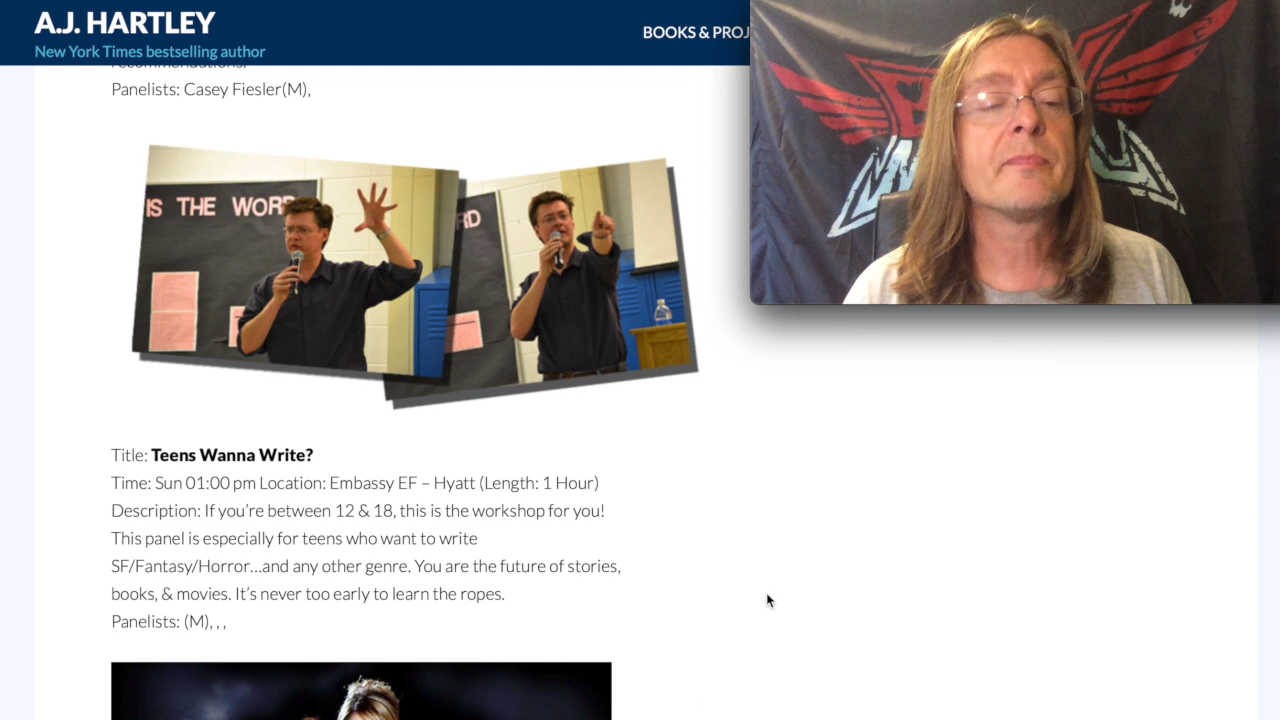 A.J. HARTLEY
New York Times bestselling author
BOOKS & PROJ
recommendations.
Panelists: Casey Fiesler(M),
IS THE WORD
RD
Title: Teens Wanna Write?
Time: Sun 01:00 pm Location: Embassy EF – Hyatt (Length: 1 Hour)
Description: If you’re between 12 & 18, this is the workshop for you!
This panel is especially for teens who want to write
SF/Fantasy/Horror…and any other genre. You are the future of stories,
books, & movies. It’s never too early to learn the ropes.
Panelists: (M), , ,